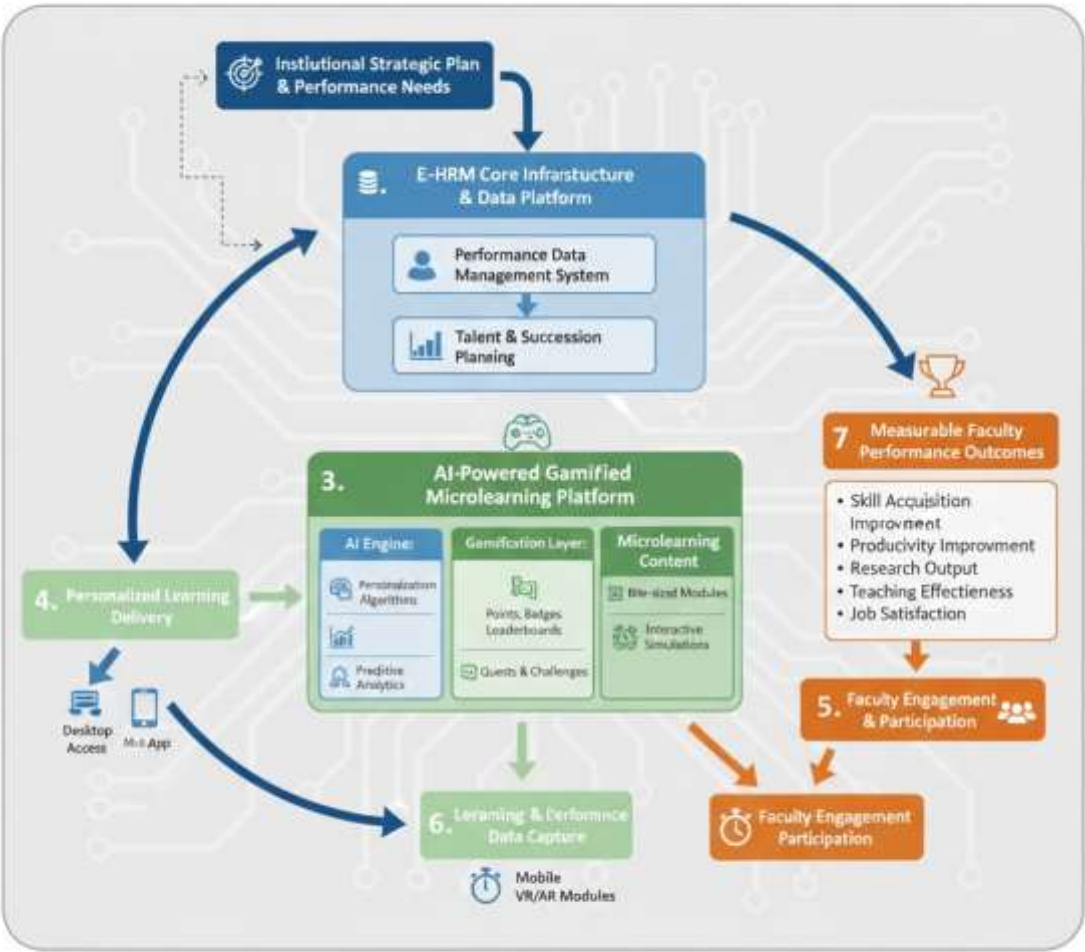 Instlutional Strategic Plan
& Performance Needs
E-HRM Core Infrastucture
& Data Platform
Performance Data
Management System
Talent & Succession
Planeing
3.
AI-Powered Gamified
Microlearning Platform
AI Engine:
Personalization
Algorithms
Preditive
Analytics
Gamification Layer:
Points, Badges
Leaderboards
Quests & Challenges
Microlearning
Content
Bite-sized Modules
Interactive
Simulations
4. Personalized Learning
Delivery
Desktop
Access
App
6. Leraming & Derformince
Data Capture
Mobile
VR/AR Modules
7 Measurable Faculty
Performance Outcomes
• Skill Acquisition
Improvment
• Producivity Improvment
• Research Output
• Teaching Effectieness
• Job Satisfaction
5. Faculty Engagement
& Participation
Faculty Engagement
Participation